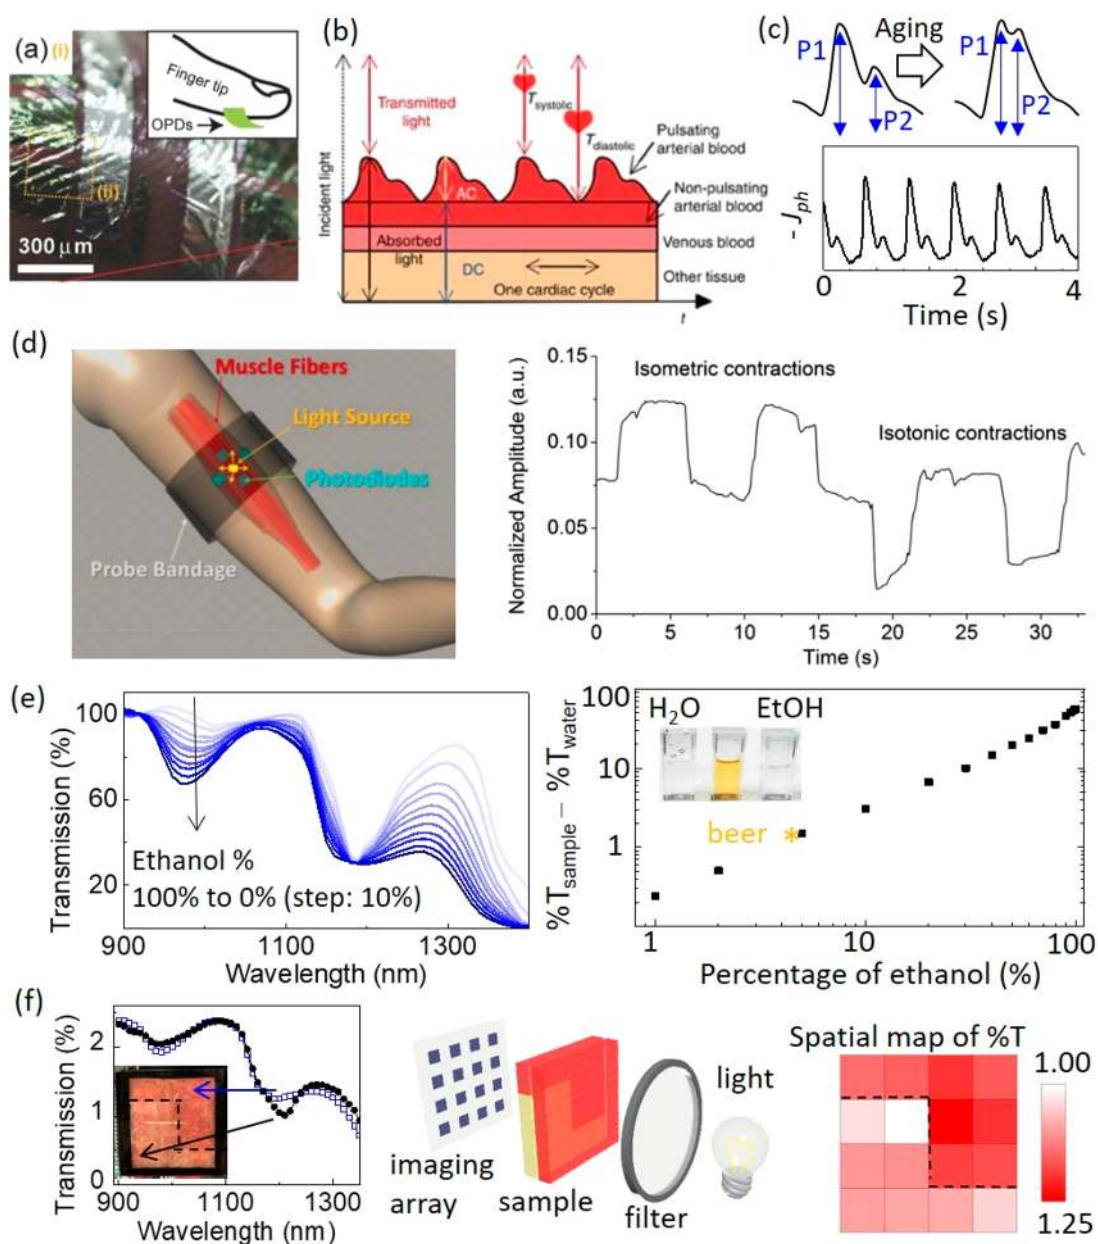 (a) (i)
Finger tip
OPDs
(ii)
300 μm
(b)
Incident light
Transmitted
light
T systolic
T diastolic
Pulsating
arterial blood
AC
Non-pulsating
arterial blood
Absorbed
light
Venous blood
DC
Other tissue
One cardiac cycle
t
(c)
Aging
P1
P2
P1
P2
- J ph
0 2 4
Time (s)
(d)
Muscle Fibers
Light Source
Photodiodes
Probe Bandage
Normalized Amplitude (a.u.)
0.15
0.10
0.05
0.00
Isometric contractions
Isotonic contractions
0 5 10 15 20 25 30
Time (s)
(e)
Transmission (%)
100
60
20
Ethanol %
100% to 0% (step: 10%)
900 1100 1300
Wavelength (nm)
%Tsample – %Twater
100
10
1
H2O EtOH
beer *
1 10 100
Percentage of ethanol (%)
(f)
Transmission (%)
2
1
0
900 1100 1300
Wavelength (nm)
imaging
array
sample
filter
light
Spatial map of %T
1.00
1.25